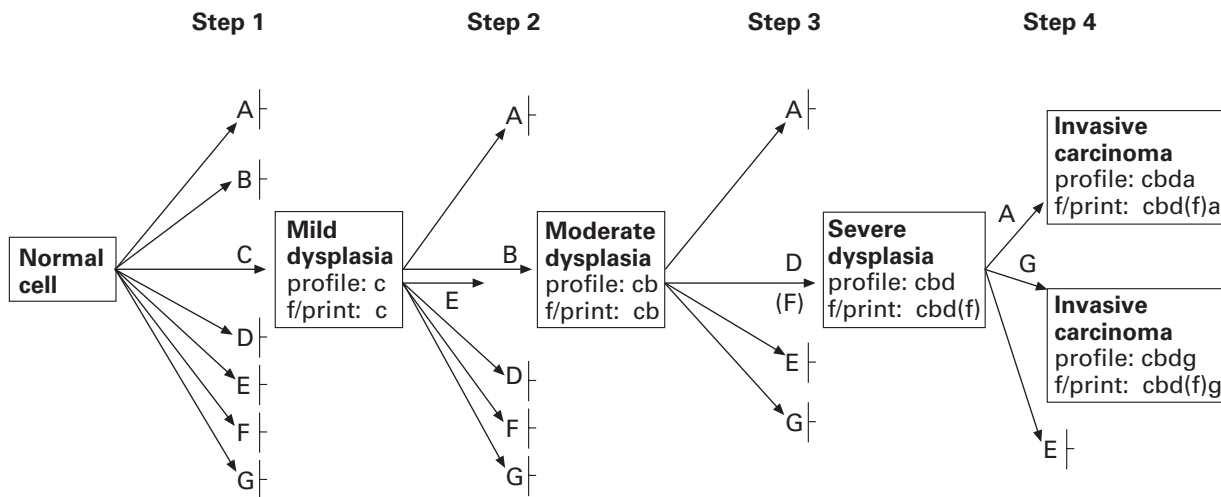 Step 1
Step 2
Step 3
Step 4
Normal
cell
A
B
C
D
E
F
G
Mild
dysplasia
profile: c
f/print: c
A
B
E
D
F
G
Moderate
dysplasia
profile: cb
f/print: cb
A
D
(F)
E
G
Severe
dysplasia
profile: cbd
f/print: cbd(f)
A
G
E
Invasive
carcinoma
profile: cbda
f/print: cbd(f)a
Invasive
carcinoma
profile: cbdg
f/print: cbd(f)g